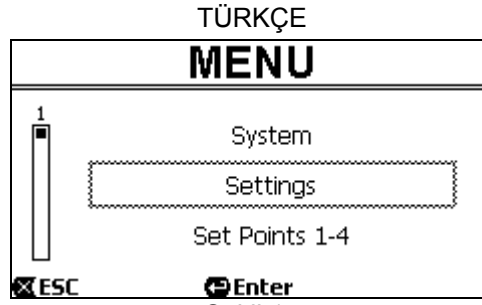 TÜRKÇE
MENU
1
System
Settings
Set Points 1-4
ESC Enter